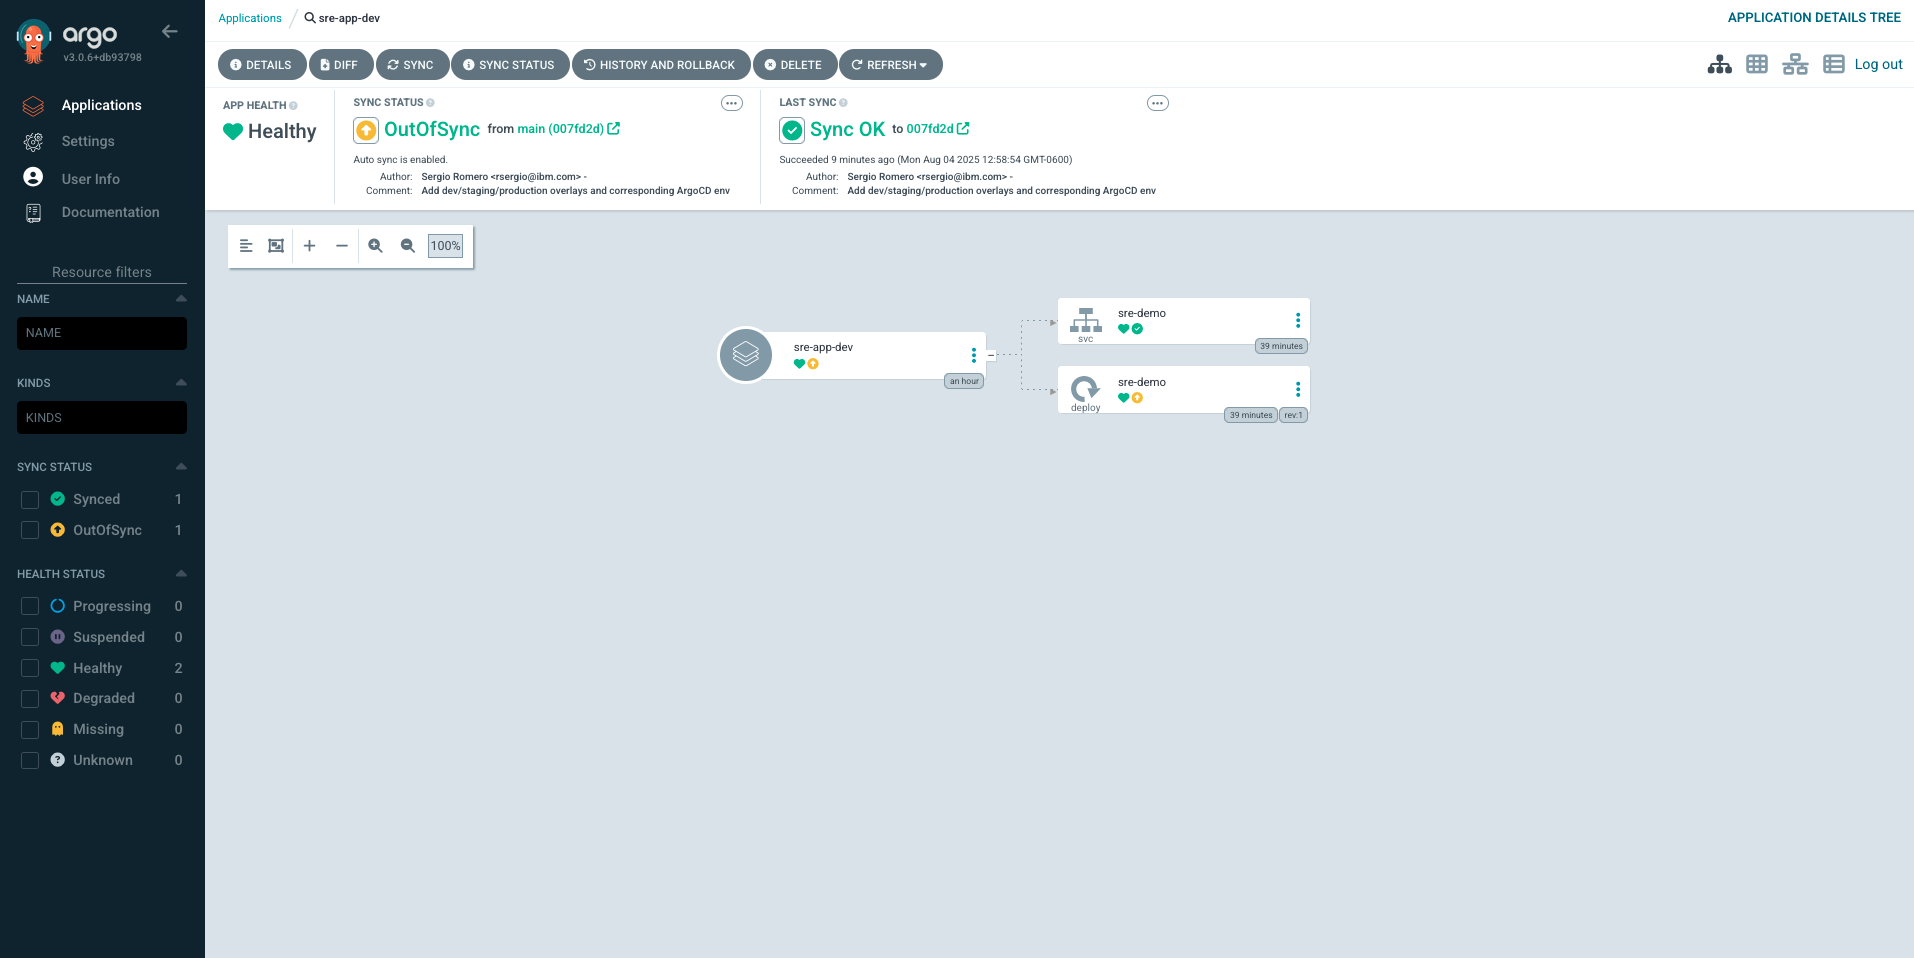 argo
v3.0.6+db93798
Applications
Settings
User Info
Documentation
Resource filters
NAME
NAME
KINDS
KINDS
SYNC STATUS
Synced 1
OutOfSync 1
HEALTH STATUS
Progressing 0
Suspended 0
Healthy 2
Degraded 0
Missing 0
Unknown 0
Applications / sre-app-dev
APPLICATION DETAILS TREE
DETAILS DIFF SYNC SYNC STATUS HISTORY AND ROLLBACK DELETE REFRESH
Log out
APP HEALTH
Healthy
SYNC STATUS
OutOfSync from main (007fd2d)
Auto sync is enabled.
Author: Sergio Romero <rsergio@ibm.com> -
Comment: Add dev/staging/production overlays and corresponding ArgoCD env
LAST SYNC
Sync OK to 007fd2d
Succeeded 9 minutes ago (Mon Aug 04 2025 12:58:54 GMT-0600)
Author: Sergio Romero <rsergio@ibm.com> -
Comment: Add dev/staging/production overlays and corresponding ArgoCD env
100%
sre-app-dev
an hour
sre-demo
svc
39 minutes
sre-demo
deploy
39 minutes rev:1